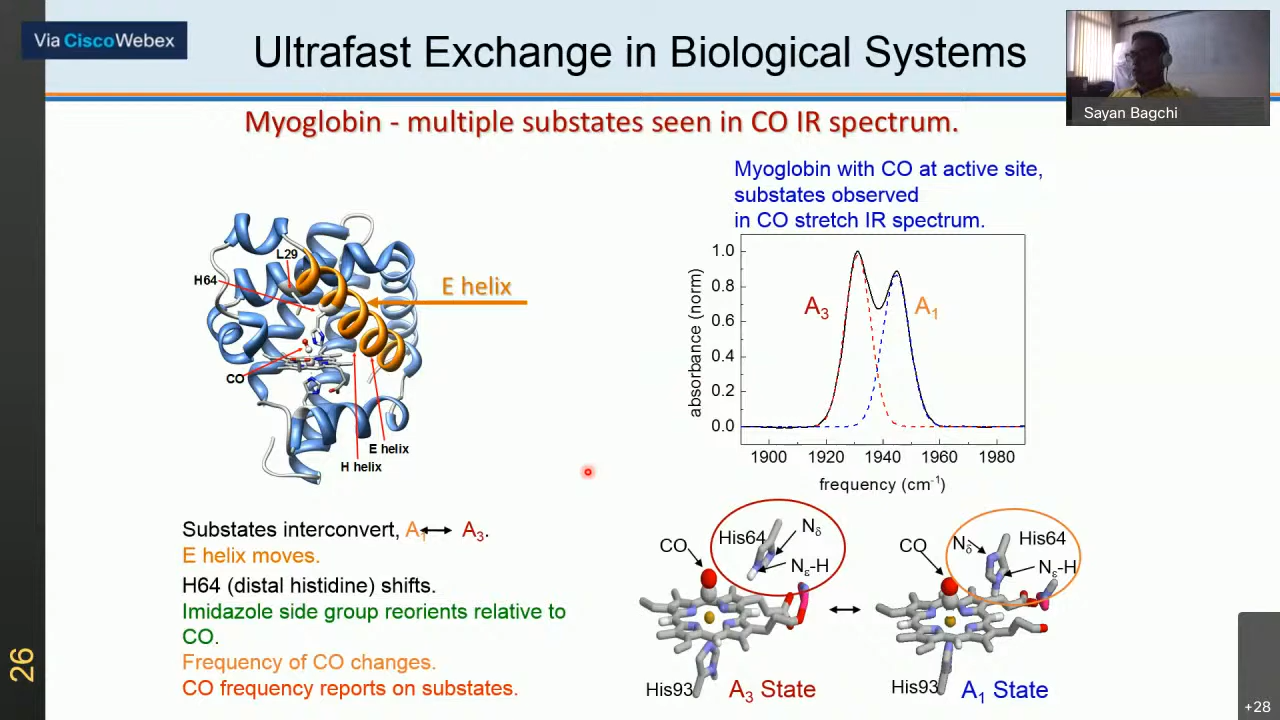 Via CiscoWebex
Ultrafast Exchange in Biological Systems
Sayan Bagchi
Myoglobin - multiple substates seen in CO IR spectrum.
Myoglobin with CO at active site,
substates observed
in CO stretch IR spectrum.
L29
H64
E helix
CO
E helix
H helix
absorbance (norm)
1.0
0.8
0.6
0.4
0.2
0.0
A3
A1
1900 1920 1940 1960 1980
frequency (cm-1)
Substates interconvert, A1 ↔ A3.
E helix moves.
H64 (distal histidine) shifts.
Imidazole side group reorients relative to
CO.
Frequency of CO changes.
CO frequency reports on substates.
CO
His64
Nδ
Nε-H
His93
A3 State
CO
Nδ
His64
Nε-H
His93
A1 State
26
+28